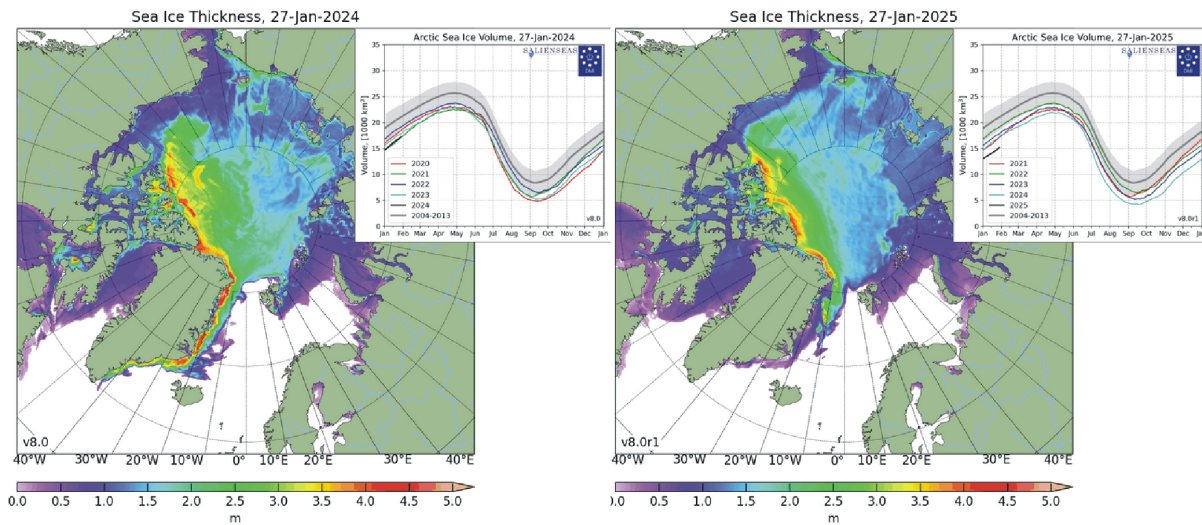 Sea Ice Thickness, 27-Jan-2024
Arctic Sea Ice Volume, 27-Jan-2024
SALIENSEAS
DMI
Volume, [1000 km³]
35
30
25
20
15
10
5
0
2020
2021
2022
2023
2024
2004-2013
v8.0
Jan Feb Mar Apr May Jun Jul Aug Sep Oct Nov Dec Jan
v8.0
40°W 30°W 20°W 10°W 0° 10°E 20°E 30°E 40°E
0.0 0.5 1.0 1.5 2.0 2.5 3.0 3.5 4.0 4.5 5.0
m
Sea Ice Thickness, 27-Jan-2025
Arctic Sea Ice Volume, 27-Jan-2025
SALIENSEAS
DMI
Volume, [1000 km³]
35
30
25
20
15
10
5
0
2021
2022
2023
2024
2025
2004-2013
v8.0r1
Jan Feb Mar Apr May Jun Jul Aug Sep Oct Nov Dec J
v8.0r1
40°W 30°W 20°W 10°W 0° 10°E 20°E 30°E 40°E
0.0 0.5 1.0 1.5 2.0 2.5 3.0 3.5 4.0 4.5 5.0
m